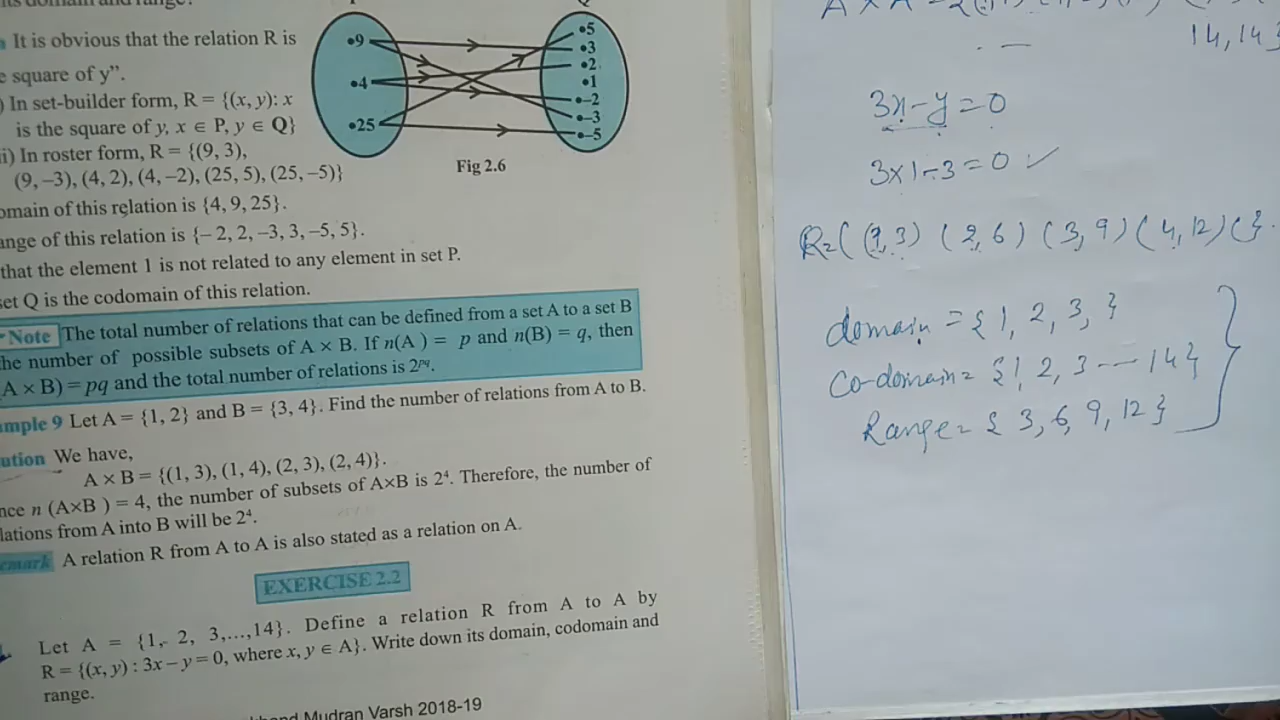 its domain and range?
It is obvious that the relation R is
e square of y”.
) In set-builder form, R = {(x, y): x
is the square of y, x ∈ P, y ∈ Q}
ii) In roster form, R = {(9, 3),
(9, –3), (4, 2), (4, –2), (25, 5), (25, –5)}
omain of this relation is {4, 9, 25}.
ange of this relation is {– 2, 2, –3, 3, –5, 5}.
that the element 1 is not related to any element in set P.
set Q is the codomain of this relation.
Q
•9
•4
•25
•5
•3
•2
•1
•–2
•–3
•–5
Fig 2.6
Note The total number of relations that can be defined from a set A to a set B
he number of possible subsets of A × B. If n(A ) = p and n(B) = q, then
(A × B) = pq and the total number of relations is 2^pq.
ample 9 Let A = {1, 2} and B = {3, 4}. Find the number of relations from A to B.
ution We have,
A × B = {(1, 3), (1, 4), (2, 3), (2, 4)}.
nce n (A×B ) = 4, the number of subsets of A×B is 2⁴. Therefore, the number of
lations from A into B will be 2⁴.
emark A relation R from A to A is also stated as a relation on A.
EXERCISE 2.2
Let A = {1, 2, 3,...,14}. Define a relation R from A to A by
R = {(x, y) : 3x – y = 0, where x, y ∈ A}. Write down its domain, codomain and
range.
Mudran Varsh 2018-19
14, 14}
3x - y = 0
3×1-3 = 0 ✓
R = ( (1,3) (2,6) (3,9) (4,12) ( }.
domain = { 1, 2, 3, }
Co-domain = { 1, 2, 3 --- 14 }
Range = { 3, 6, 9, 12 }